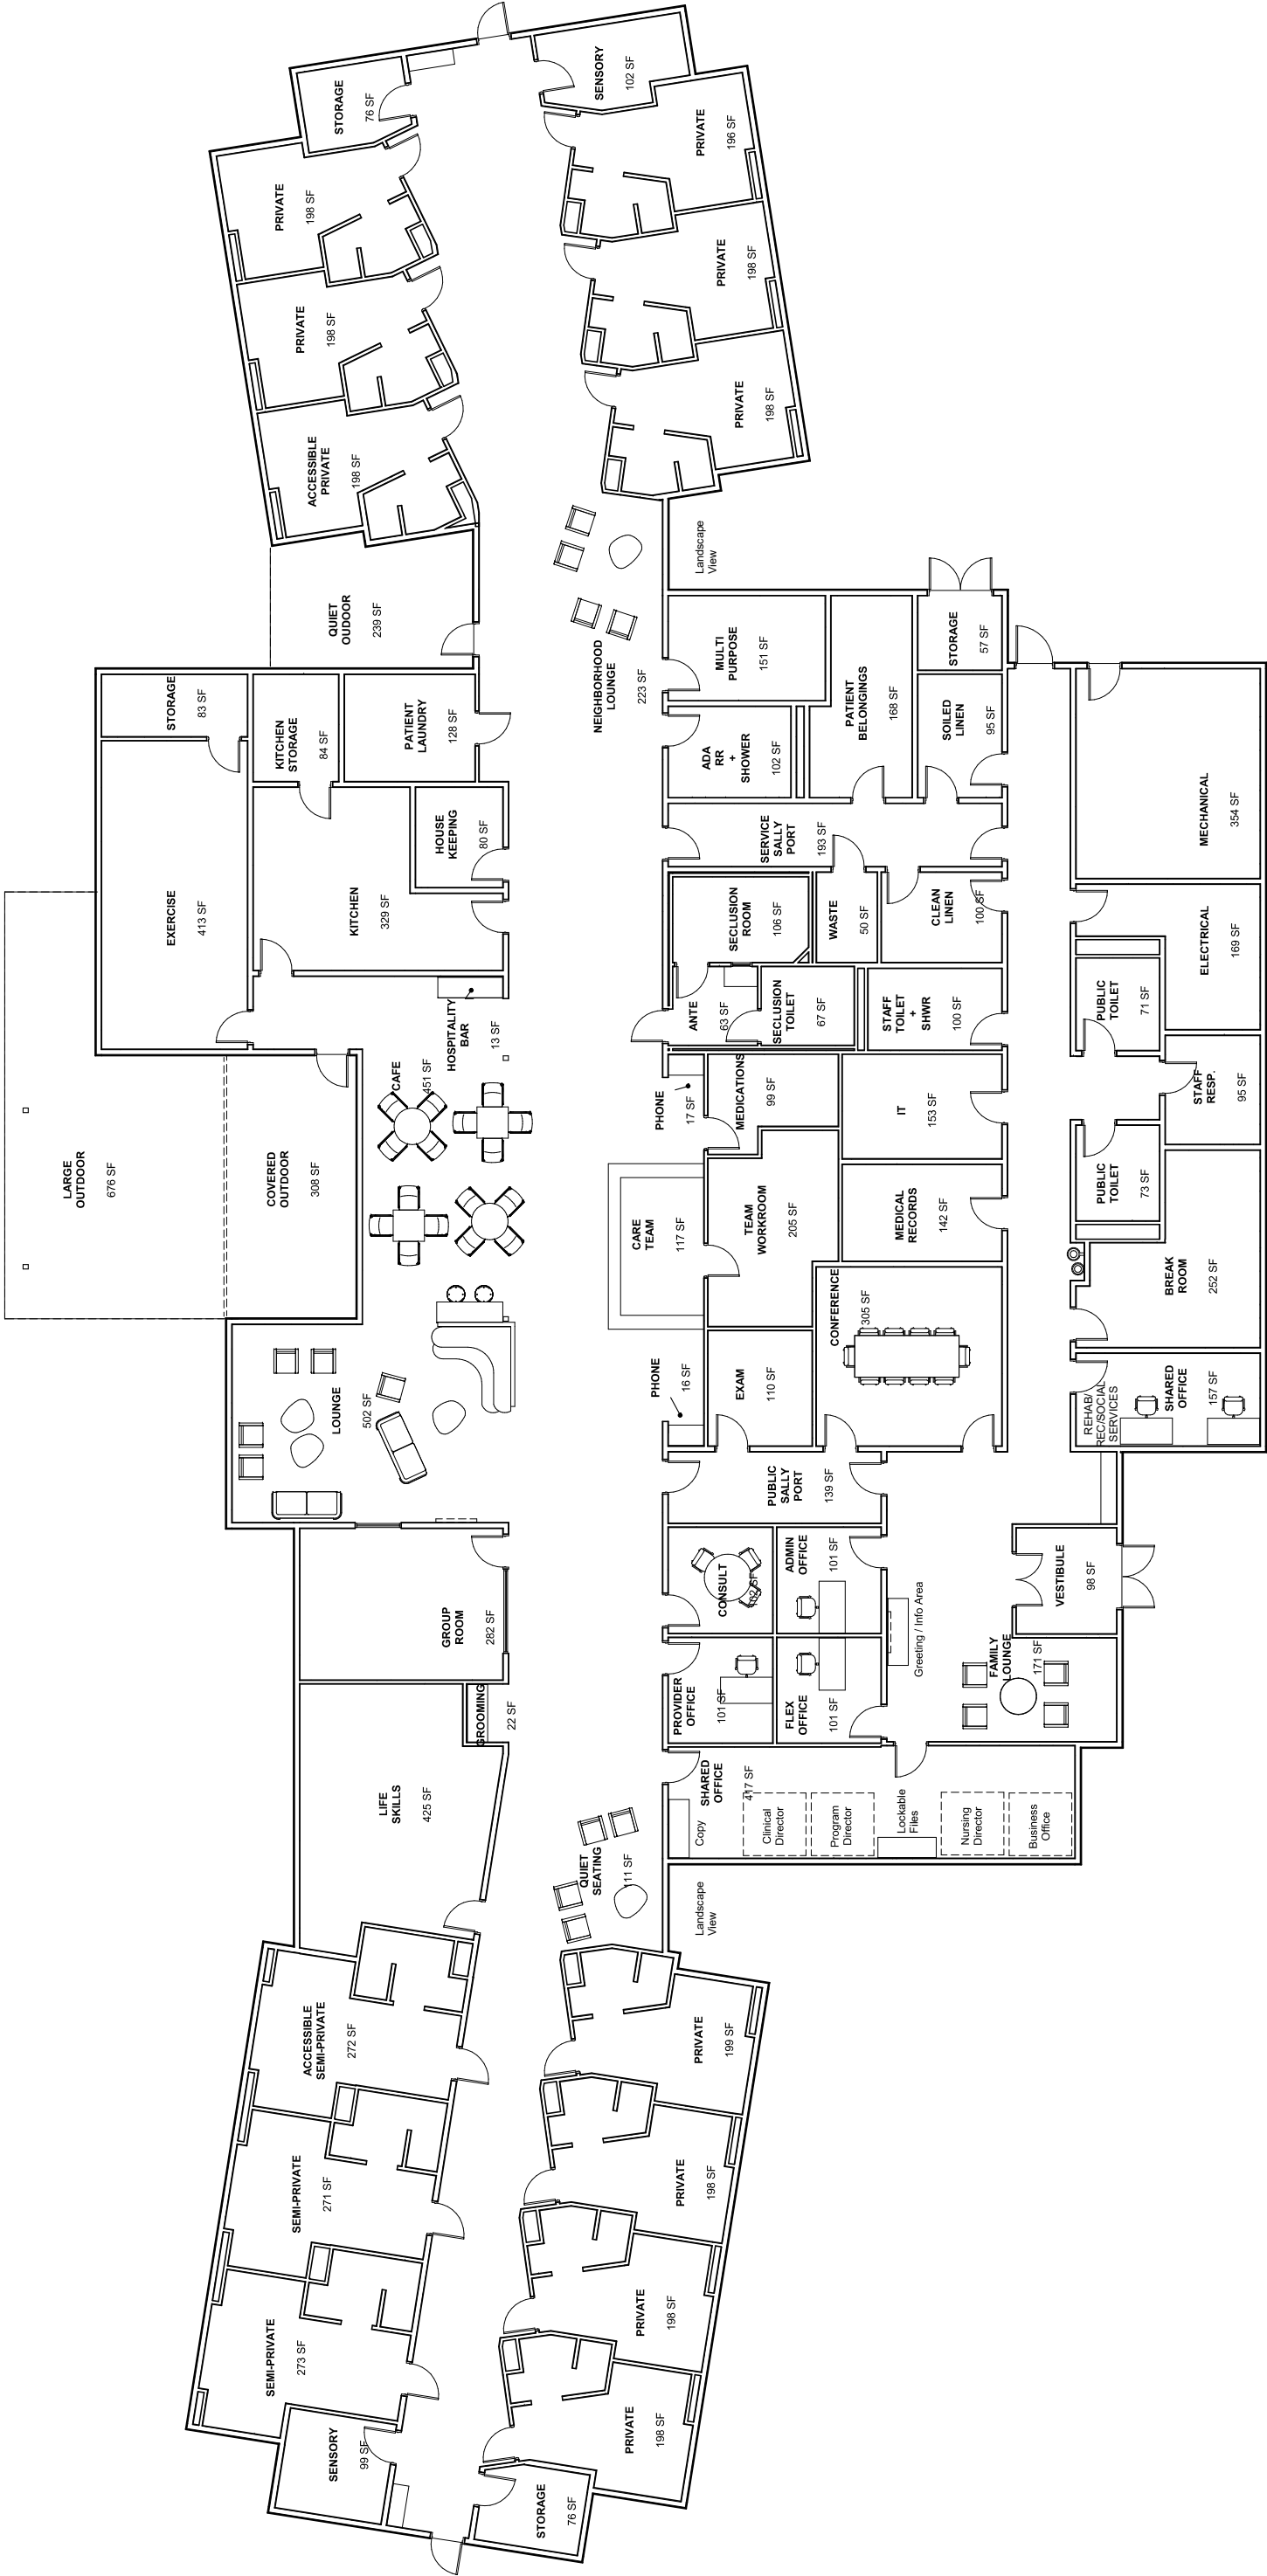 STORAGE
76 SF
SENSORY
102 SF
PRIVATE
198 SF
PRIVATE
196 SF
PRIVATE
198 SF
PRIVATE
198 SF
ACCESSIBLE
PRIVATE
198 SF
PRIVATE
198 SF
QUIET
OUDOOR
239 SF
Landscape
View
NEIGHBORHOOD
LOUNGE
223 SF
STORAGE
83 SF
KITCHEN
STORAGE
84 SF
PATIENT
LAUNDRY
128 SF
MULTI
PURPOSE
151 SF
PATIENT
BELONGINGS
168 SF
STORAGE
57 SF
SOILED
LINEN
95 SF
ADA
RR
+
SHOWER
102 SF
EXERCISE
413 SF
KITCHEN
329 SF
HOUSE
KEEPING
80 SF
SERVICE
SALLY
PORT
193 SF
MECHANICAL
354 SF
SECLUSION
ROOM
106 SF
WASTE
50 SF
CLEAN
LINEN
100 SF
ELECTRICAL
169 SF
HOSPITALITY
BAR
13 SF
ANTE
63 SF
SECLUSION
TOILET
67 SF
STAFF
TOILET
+
SHWR
100 SF
PUBLIC
TOILET
71 SF
CAFE
451 SF
PHONE
17 SF
MEDICATIONS
99 SF
IT
153 SF
STAFF
RESP.
95 SF
LARGE
OUTDOOR
676 SF
COVERED
OUTDOOR
308 SF
CARE
TEAM
117 SF
TEAM
WORKROOM
205 SF
MEDICAL
RECORDS
142 SF
PUBLIC
TOILET
73 SF
BREAK
ROOM
252 SF
CONFERENCE
305 SF
LOUNGE
502 SF
PHONE
16 SF
EXAM
110 SF
REHAB/
REC/SOCIAL
SERVICES
SHARED
OFFICE
157 SF
PUBLIC
SALLY
PORT
139 SF
GROUP
ROOM
282 SF
CONSULT
ADMIN
OFFICE
101 SF
VESTIBULE
98 SF
GROOMING
22 SF
PROVIDER
OFFICE
101 SF
FLEX
OFFICE
101 SF
Greeting / Info Area
FAMILY
LOUNGE
171 SF
LIFE
SKILLS
425 SF
SHARED
OFFICE
417 SF
Copy
Clinical
Director
Program
Director
Lockable
Files
Nursing
Director
Business
Office
QUIET
SEATING
111 SF
Landscape
View
ACCESSIBLE
SEMI-PRIVATE
272 SF
PRIVATE
199 SF
SEMI-PRIVATE
271 SF
PRIVATE
198 SF
SEMI-PRIVATE
273 SF
PRIVATE
198 SF
SENSORY
99 SF
PRIVATE
198 SF
STORAGE
76 SF